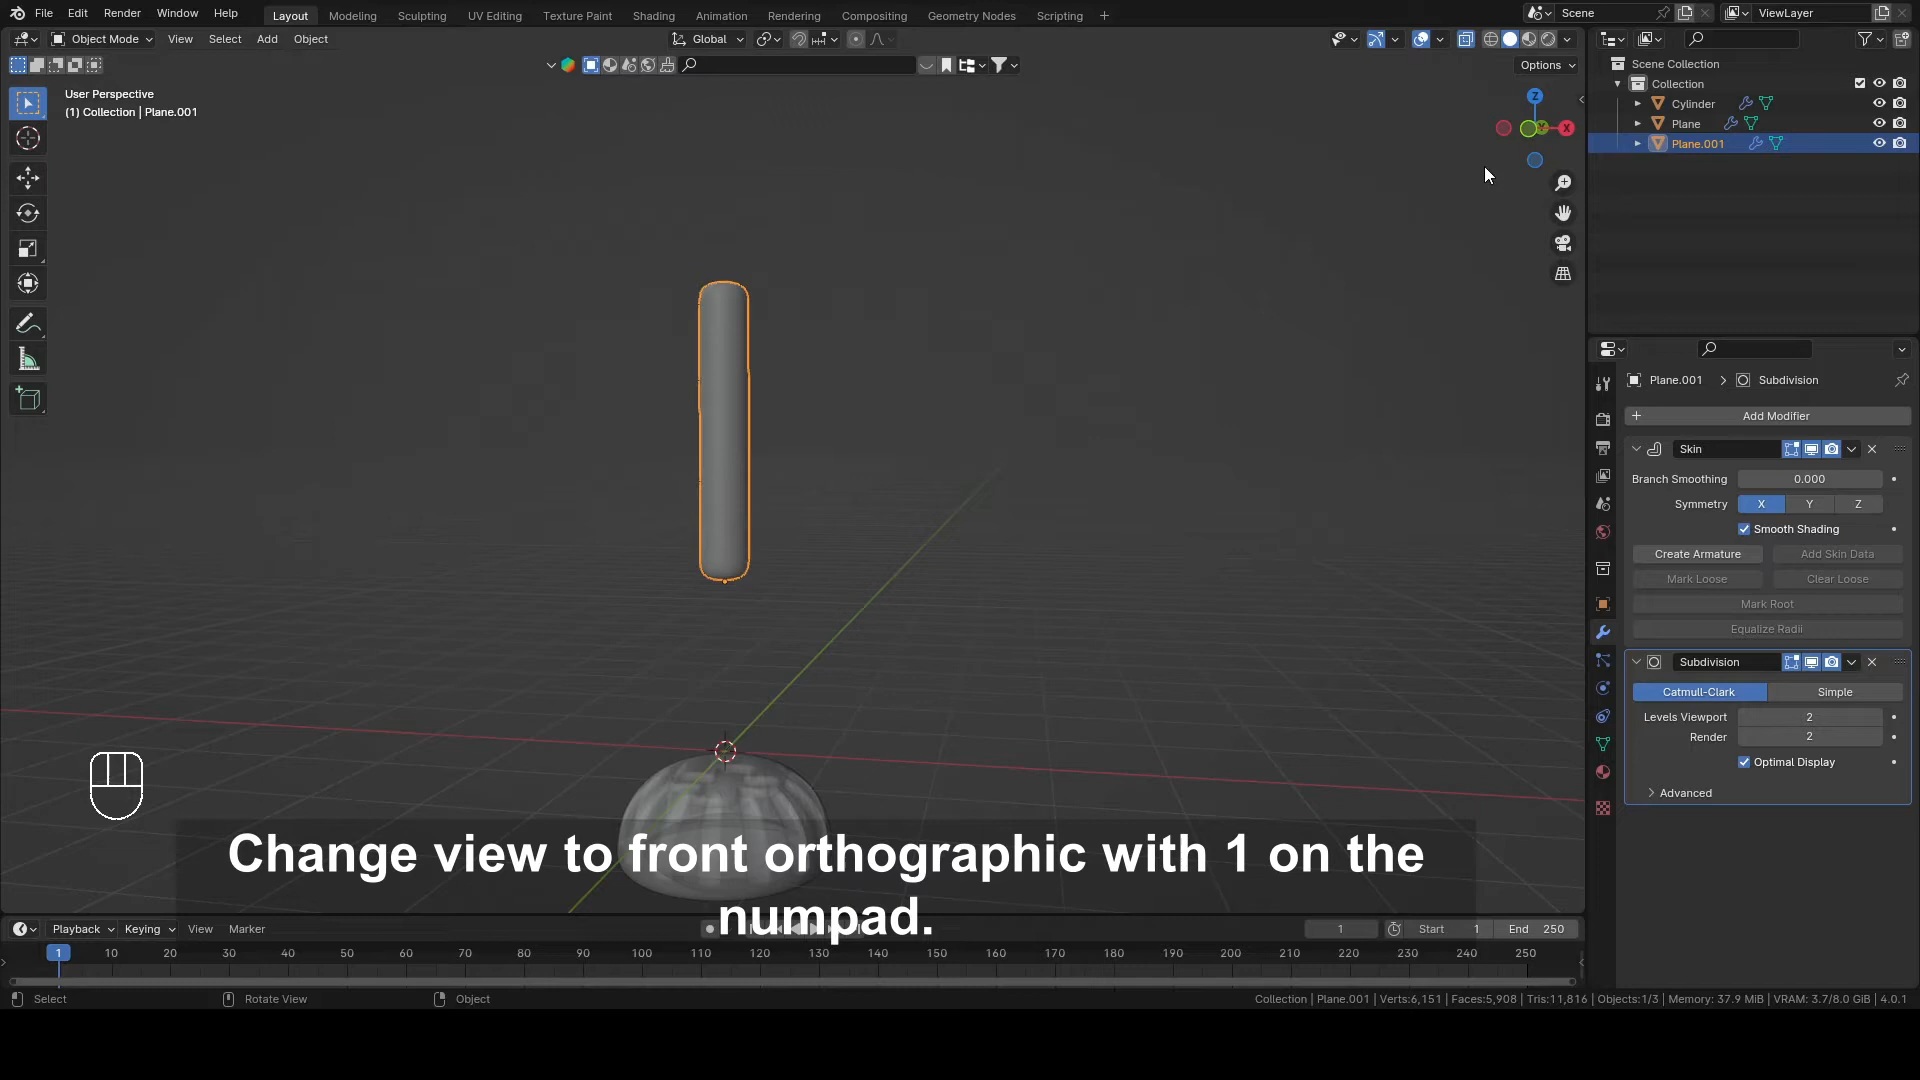 File Edit Render Window Help
Layout Modeling Sculpting UV Editing Texture Paint Shading Animation Rendering Compositing Geometry Nodes Scripting +
Scene
ViewLayer
Object Mode View Select Add Object
Global
Options
User Perspective
(1) Collection | Plane.001
Z
X
Scene Collection
Collection
Cylinder
Plane
Plane.001
Plane.001 > Subdivision
+ Add Modifier
Skin
Branch Smoothing 0.000
Symmetry X Y Z
Smooth Shading
Create Armature Add Skin Data
Mark Loose Clear Loose
Mark Root
Equalize Radii
Subdivision
Catmull-Clark Simple
Levels Viewport 2
Render 2
Optimal Display
Advanced
Change view to front orthographic with 1 on the
numpad.
Playback Keying View Marker
1 Start 1 End 250
1 10 20 30 40 50 60 70 80 90 100 110 120 130 140 150 160 170 180 190 200 210 220 230 240 250
Select Rotate View Object
Collection | Plane.001 | Verts:6,151 | Faces:5,908 | Tris:11,816 | Objects:1/3 | Memory: 37.9 MiB | VRAM: 3.7/8.0 GiB | 4.0.1